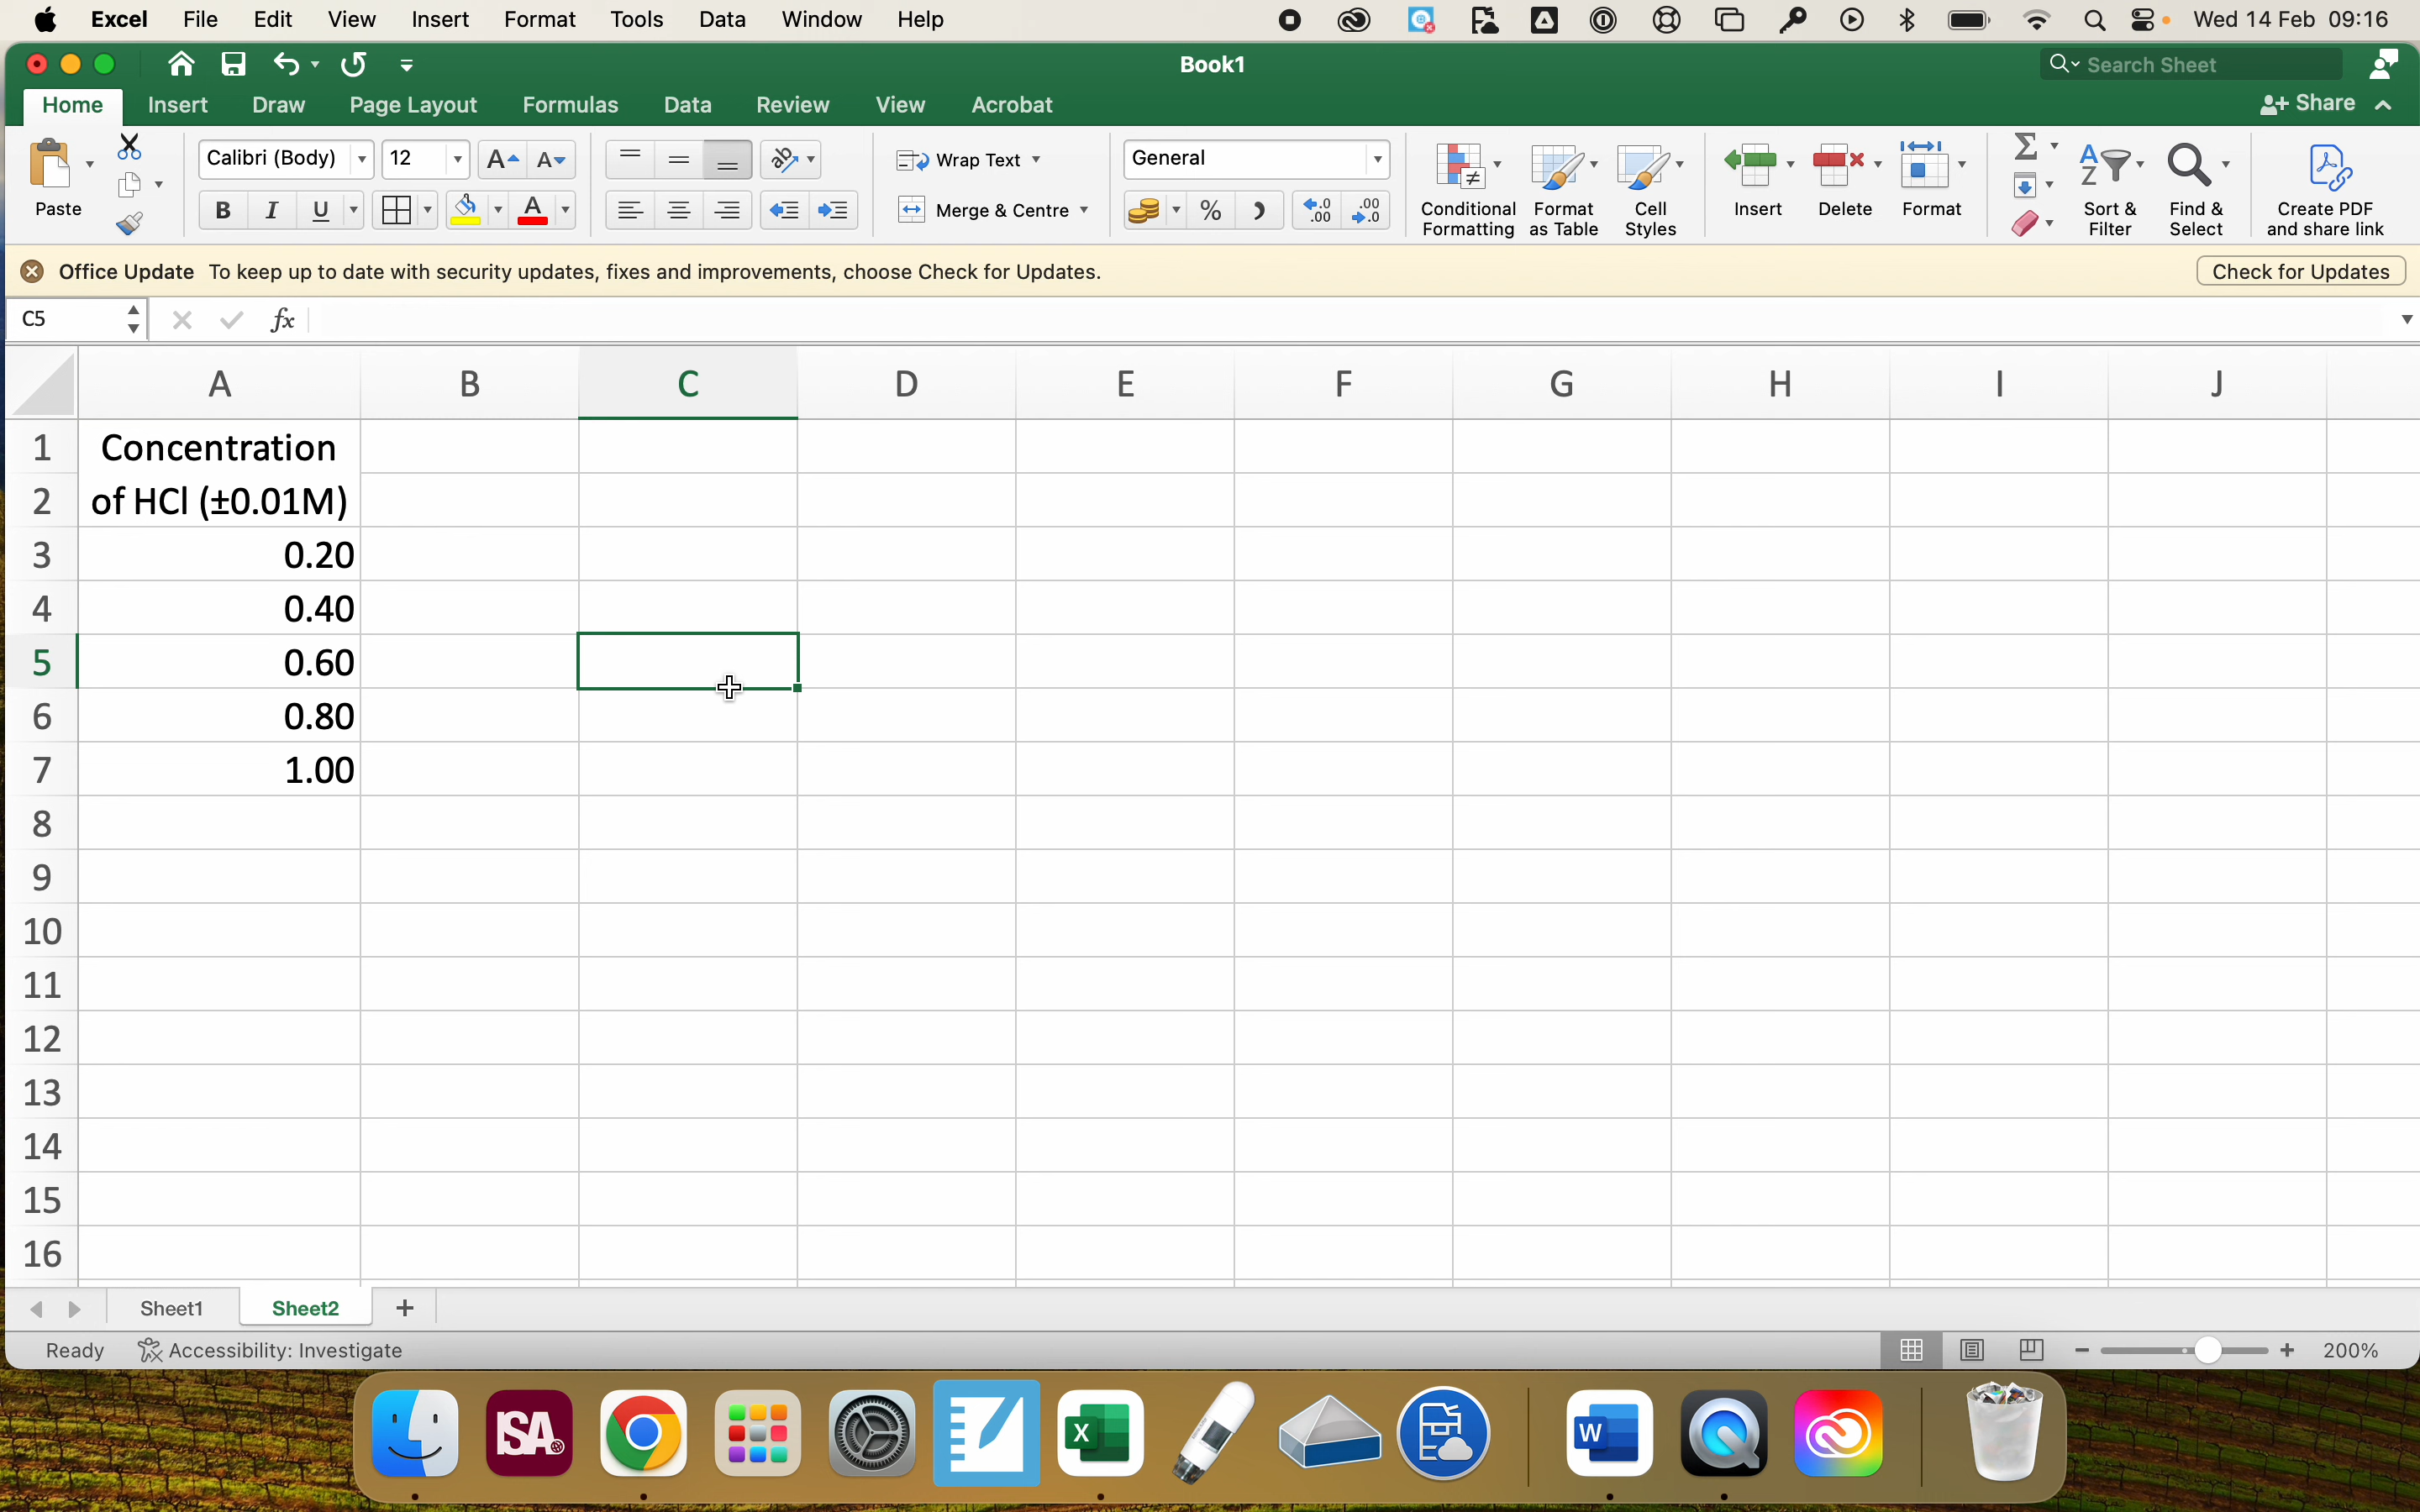 Excel File Edit View Insert Format Tools Data Window Help Wed 14 Feb 09:16
Book1 Search Sheet
Home Insert Draw Page Layout Formulas Data Review View Acrobat Share
Calibri (Body) 12 A A ab Wrap Text General
Paste B I U A Merge & Centre % .0 .00 .00 .0
Conditional Formatting
Format as Table
Cell Styles
Insert Delete Format
Σ
A Z
Sort & Filter
Find & Select
Create PDF and share link
Office Update To keep up to date with security updates, fixes and improvements, choose Check for Updates. Check for Updates
C5 fx
A B C D E F G H I J
1 Concentration
2 of HCl (±0.01M)
3 0.20
4 0.40
5 0.60
6 0.80
7 1.00
8
9
10
11
12
13
14
15
16
Sheet1 Sheet2 +
Ready Accessibility: Investigate 200%
ISA X W